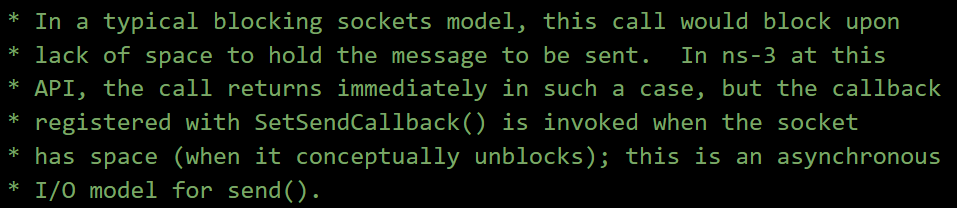 * In a typical blocking sockets model, this call would block upon
* lack of space to hold the message to be sent.  In ns-3 at this
* API, the call returns immediately in such a case, but the callback
* registered with SetSendCallback() is invoked when the socket
* has space (when it conceptually unblocks); this is an asynchronous
* I/O model for send().